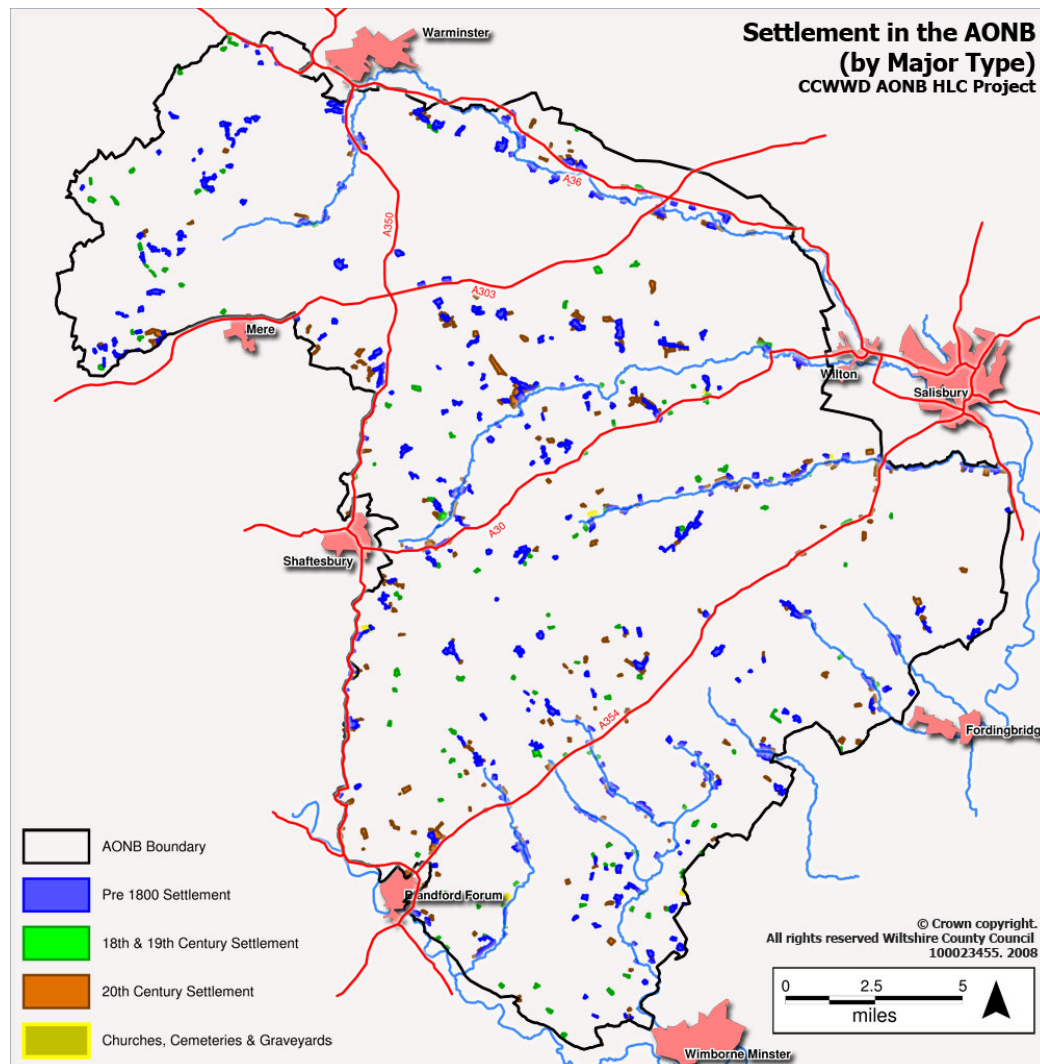 Settlement in the AONB
(by Major Type)
CCWWD AONB HLC Project
Warminster
A36
A350
A303
Mere
Wilton
Salisbury
A30
Shaftesbury
A354
Fordingbridge
Blandford Forum
Wimborne Minster
AONB Boundary
Pre 1800 Settlement
18th & 19th Century Settlement
20th Century Settlement
Churches, Cemeteries & Graveyards
© Crown copyright.
All rights reserved Wiltshire County Council
100023455. 2008
0 2.5 5
miles